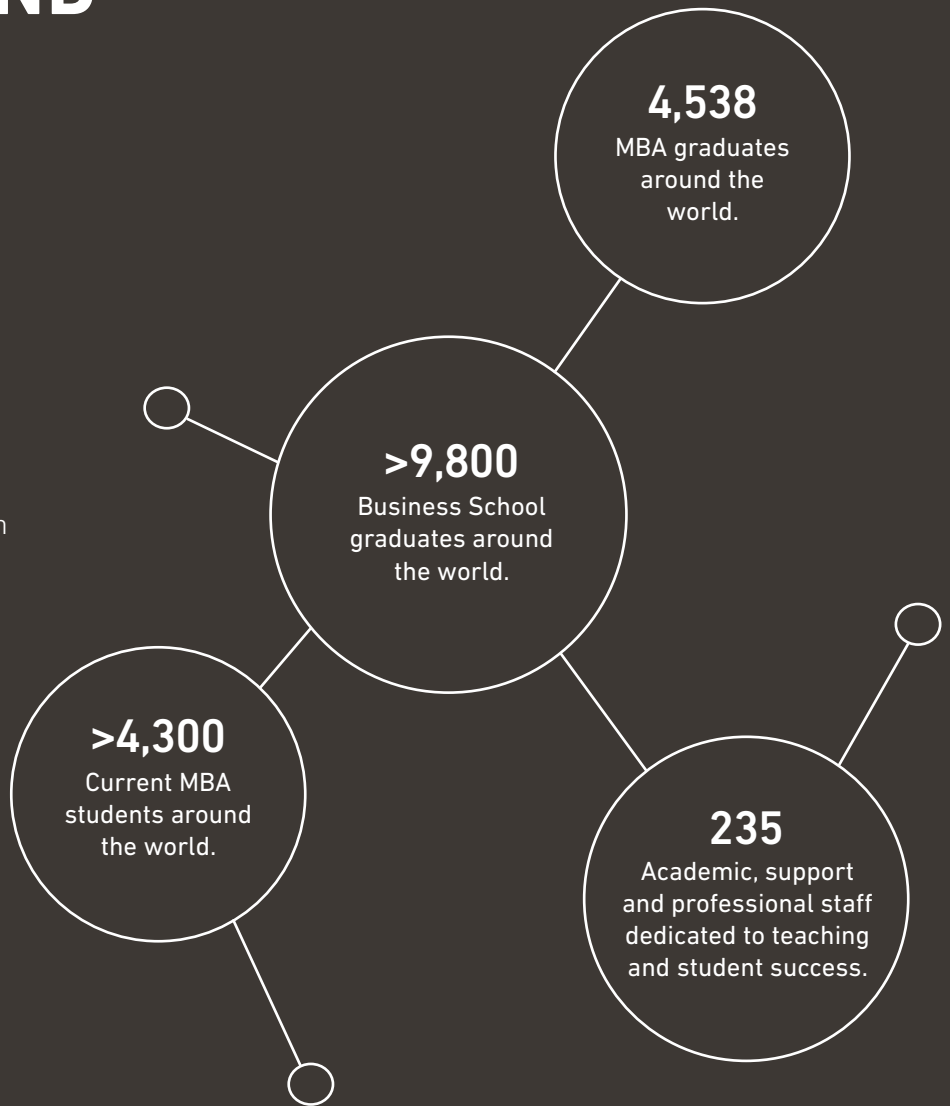 4,538
MBA graduates
around the
world.
>9,800
Business School
graduates around
the world.
>4,300
Current MBA
students around
the world.
235
Academic, support
and professional staff
dedicated to teaching
and student success.